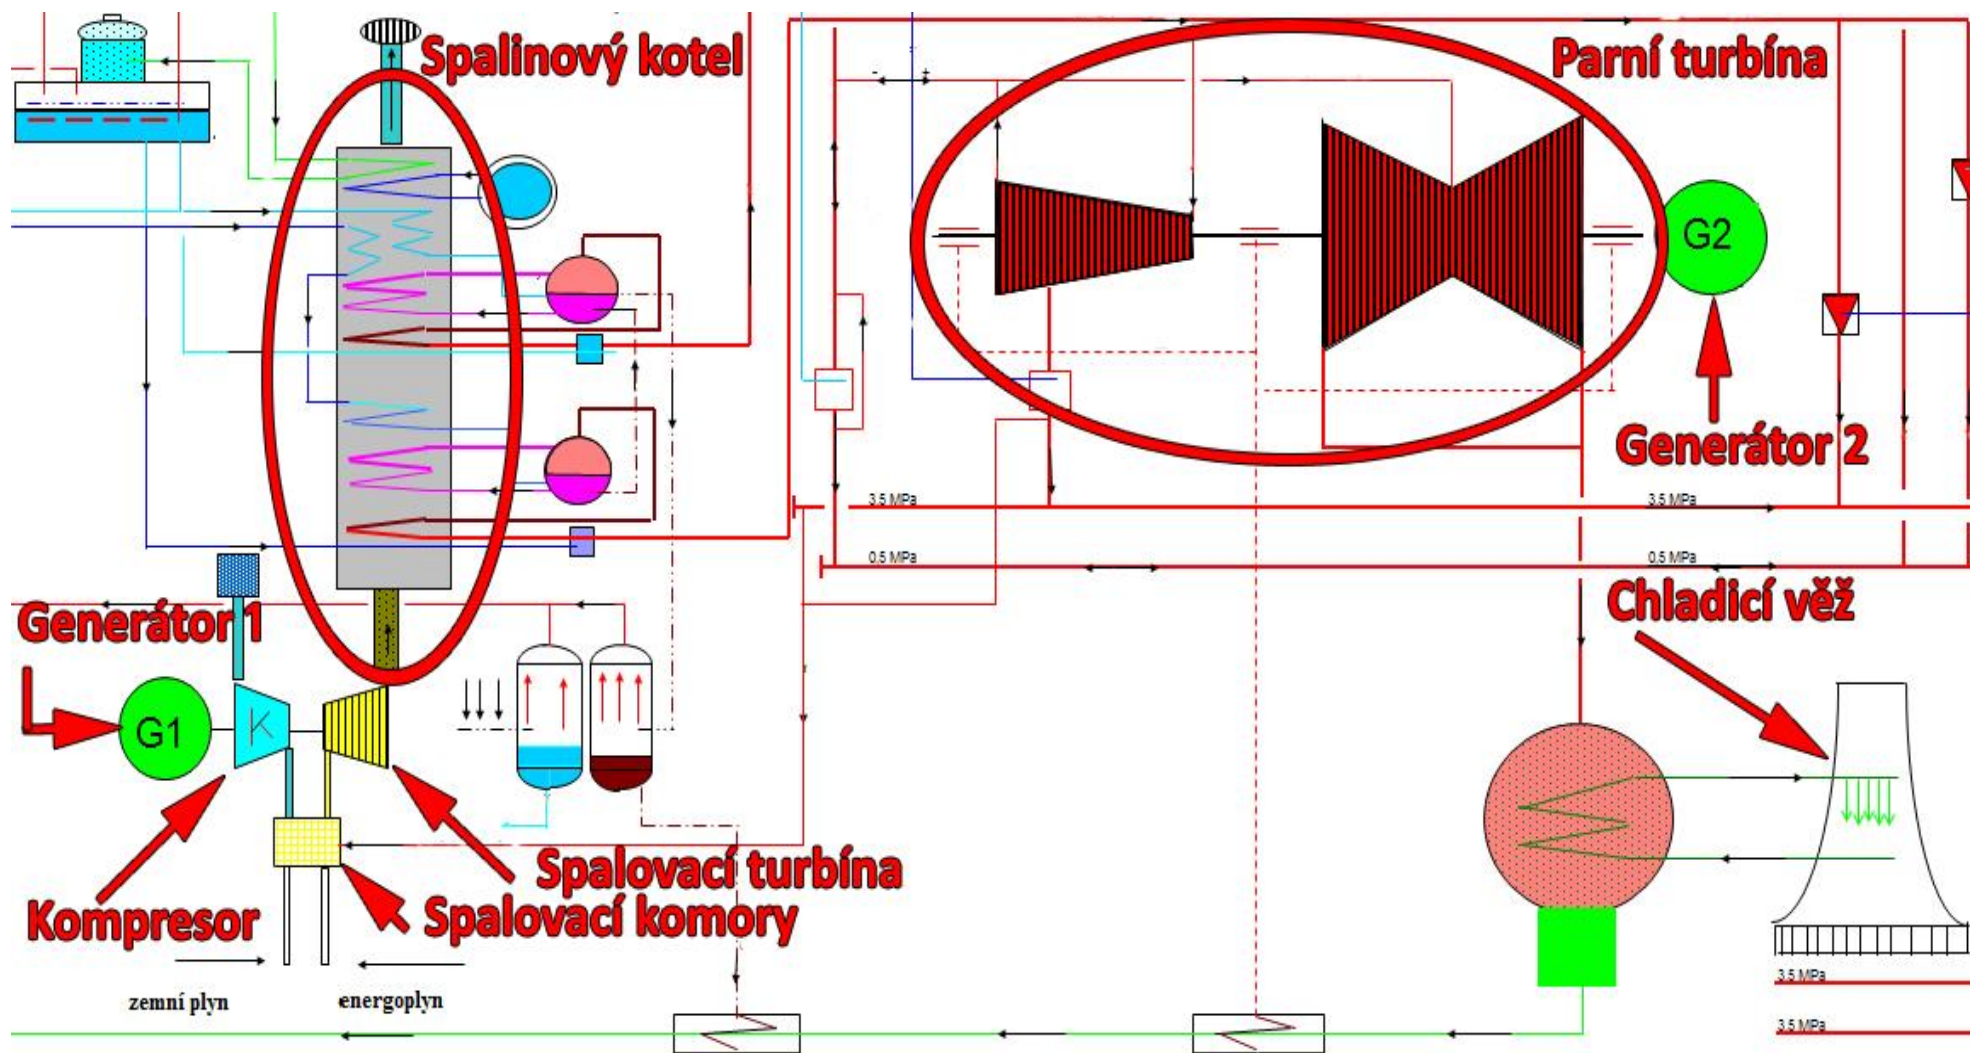 Spalinový kotel
Parní turbína
G2
Generátor 2
3,5 MPa
3,5 MPa
0,5 MPa
0,5 MPa
Generátor 1
Chladicí věž
G1
K
Spalovací turbína
Kompresor
Spalovací komory
zemní plyn
energoplyn
3,5 MPa
3,5 MPa